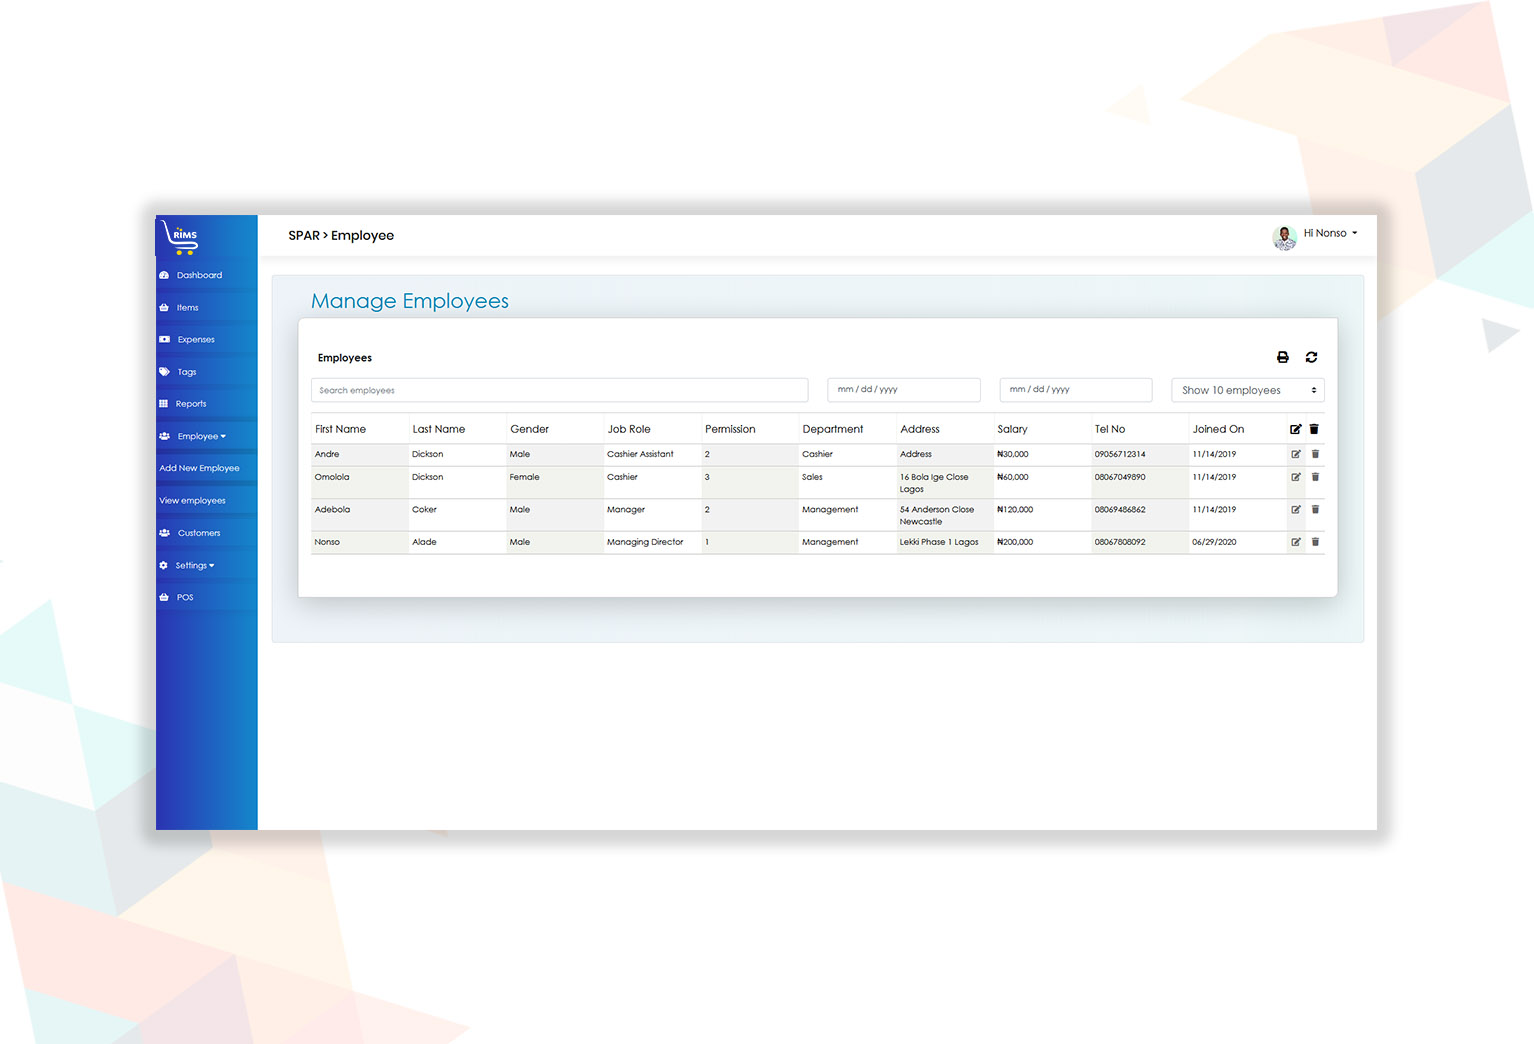 RIMS
SPAR > Employee
Hi Nonso
Dashboard
Items
Expenses
Tags
Reports
Employee
Add New Employee
View employees
Customers
Settings
POS
Manage Employees
Employees
Search employees
mm / dd / yyyy
mm / dd / yyyy
Show 10 employees
First Name Last Name Gender Job Role Permission Department Address Salary Tel No Joined On
Andre Dickson Male Cashier Assistant 2 Cashier Address ₦30,000 09056712314 11/14/2019
Omolola Dickson Female Cashier 3 Sales 16 Bola Ige Close ₦60,000 08067049890 11/14/2019
Lagos
Adebola Coker Male Manager 2 Management 54 Anderson Close ₦120,000 08069486862 11/14/2019
Newcastle
Nonso Alade Male Managing Director 1 Management Lekki Phase 1 Lagos ₦200,000 08067808092 06/29/2020